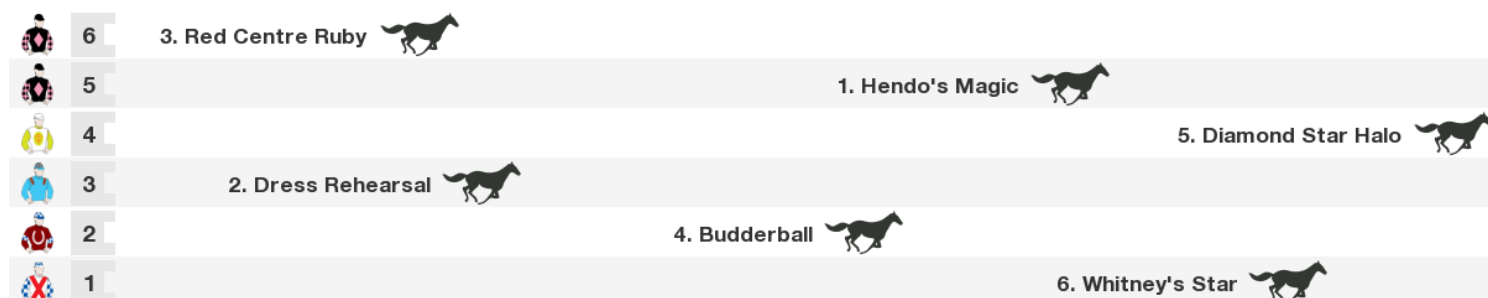 6 3. Red Centre Ruby
5 1. Hendo's Magic
4 5. Diamond Star Halo
3 2. Dress Rehearsal
2 4. Budderball
1 6. Whitney's Star